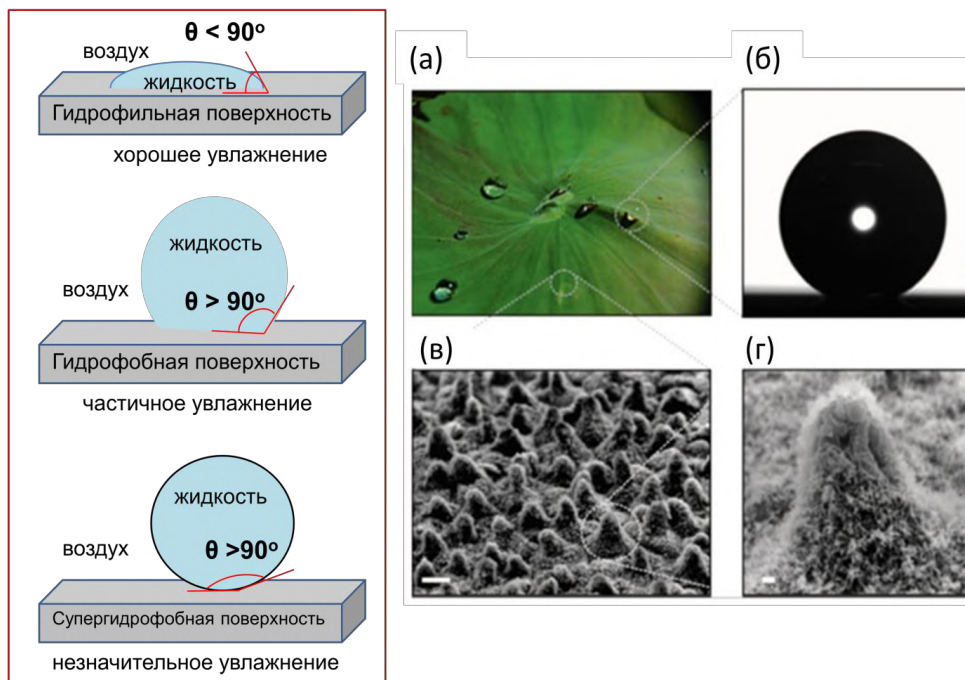 θ < 90º
воздух
жидкость
Гидрофильная поверхность
хорошее увлажнение
жидкость
воздух
θ > 90º
Гидрофобная поверхность
частичное увлажнение
жидкость
воздух
θ >90º
Супергидрофобная поверхность
незначительное увлажнение
(а)
(б)
(в)
(г)